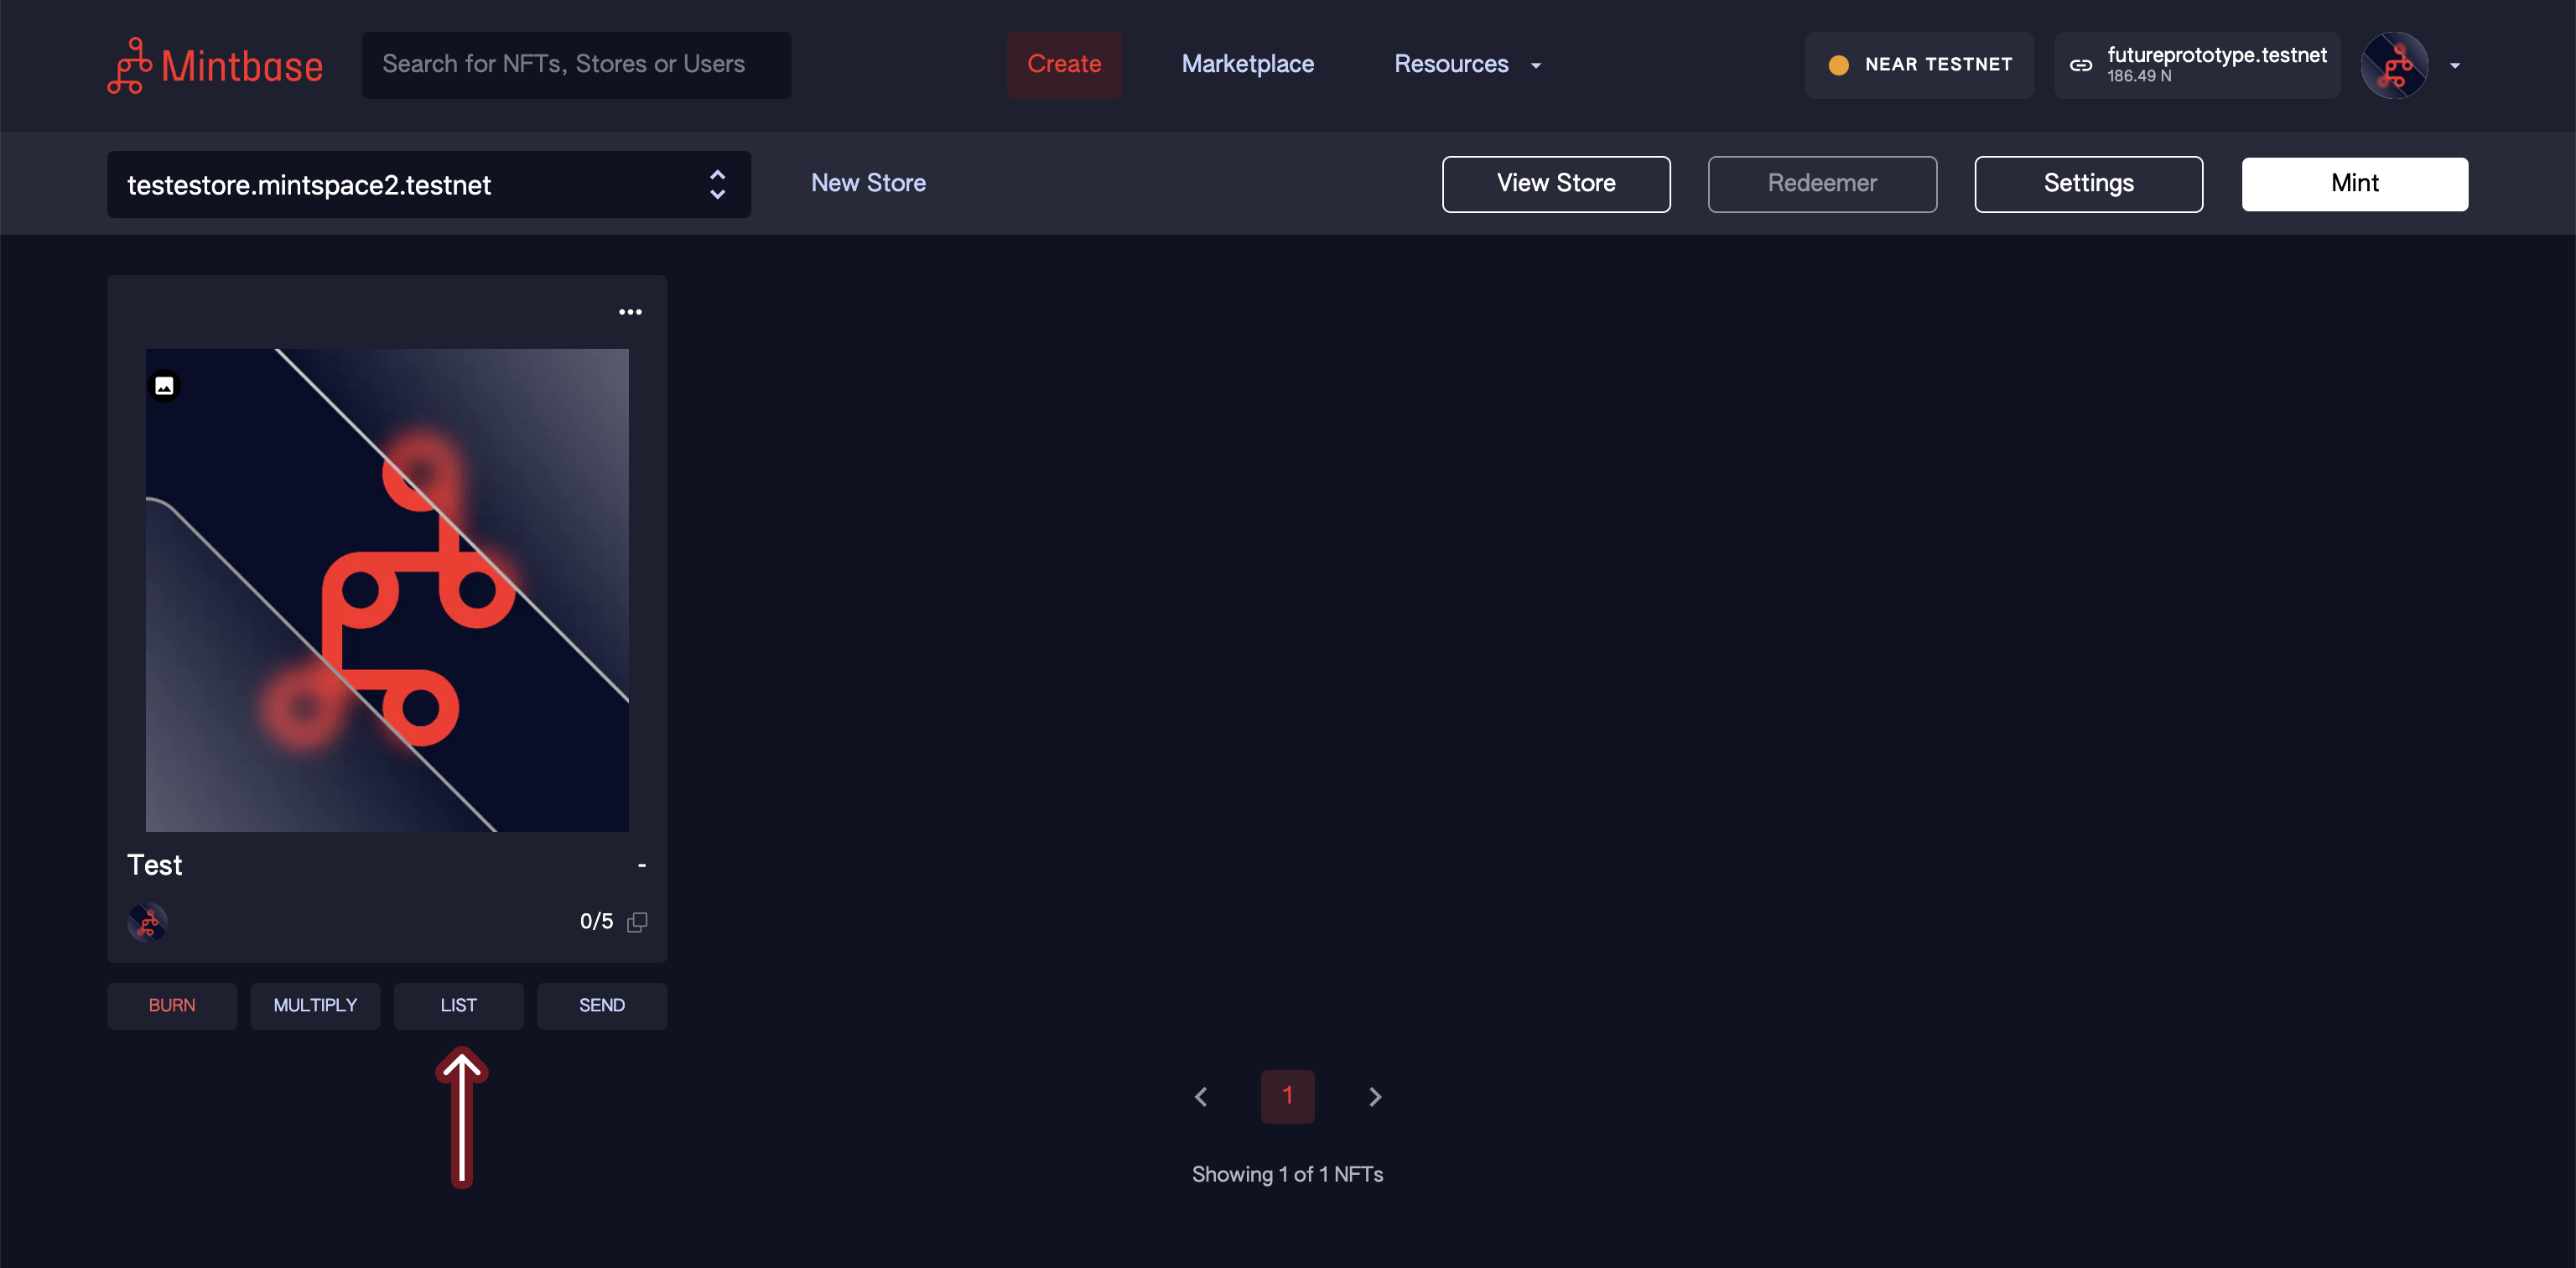 Mintbase
Search for NFTs, Stores or Users
Create
Marketplace
Resources
NEAR TESTNET
futureprototype.testnet
186.49 N
testestore.mintspace2.testnet
New Store
View Store
Redeemer
Settings
Mint
Test
-
0/5
BURN
MULTIPLY
LIST
SEND
1
Showing 1 of 1 NFTs